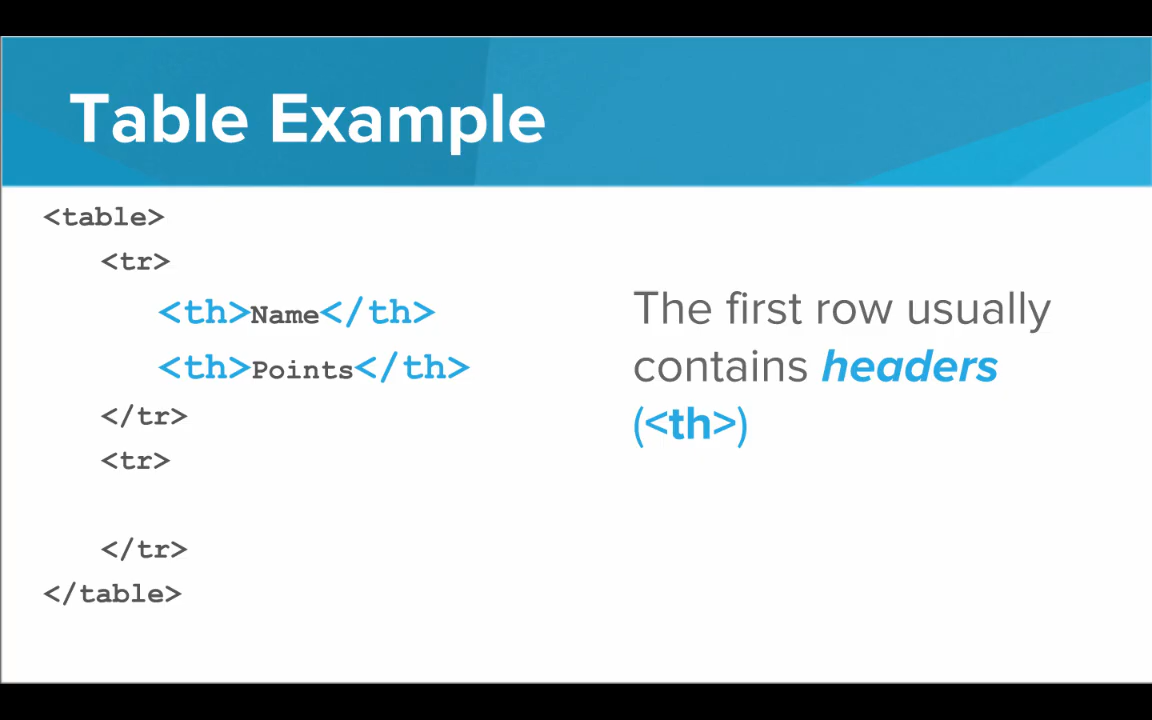 Table Example
<table>
<tr>
<th>Name</th>
<th>Points</th>
</tr>
<tr>
</tr>
</table>
The first row usually
contains headers
(<th>)